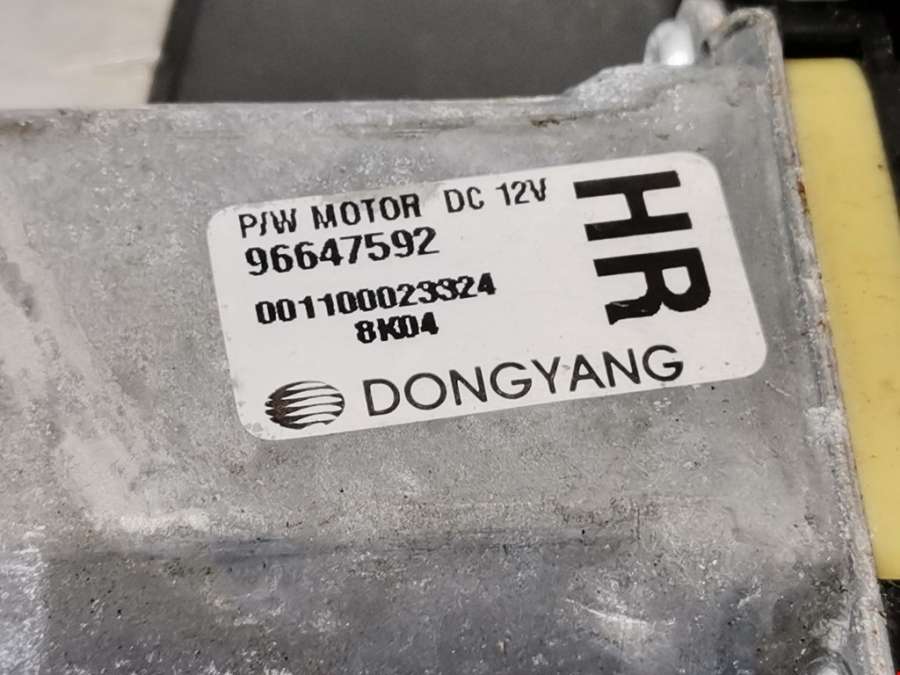 P/W MOTOR DC 12V
96647592
001100023324
8K04
HR
DONGYANG